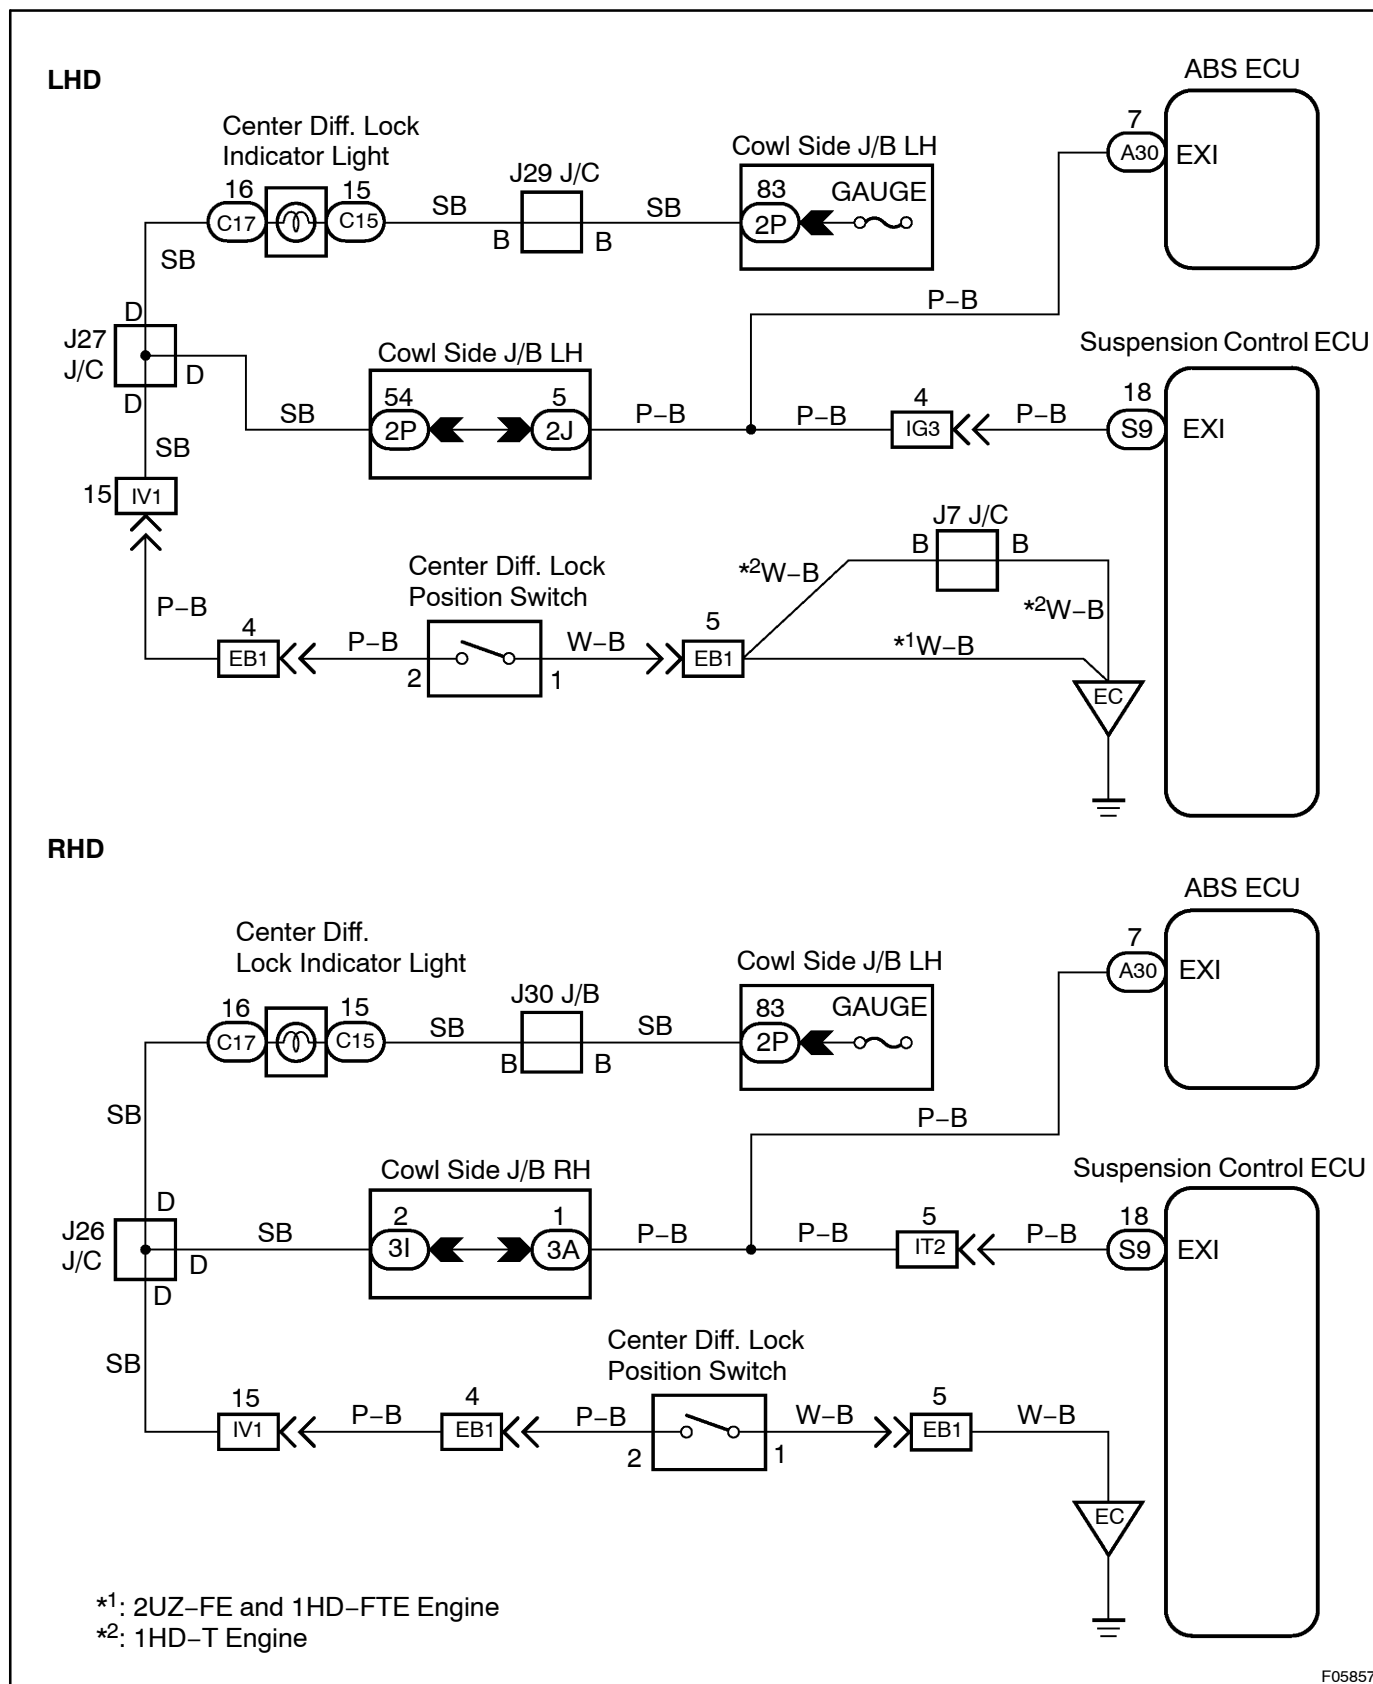 LHD
ABS ECU
Center Diff. Lock
Indicator Light
7
A30
EXI
J29 J/C
Cowl Side J/B LH
16
C17
15
C15
SB
B
B
SB
83
2P
GAUGE
SB
P−B
D
J27
J/C
D
D
Suspension Control ECU
Cowl Side J/B LH
SB
54
2P
5
2J
P−B
P−B
4
IG3
P−B
18
S9
EXI
SB
15
IV1
J7 J/C
B
B
Center Diff. Lock
Position Switch
*2W−B
*2W−B
P−B
4
EB1
P−B
2
1
W−B
5
EB1
*1W−B
EC
RHD
ABS ECU
Center Diff.
Lock Indicator Light
7
A30
EXI
J30 J/B
Cowl Side J/B LH
16
C17
15
C15
SB
B
B
SB
83
2P
GAUGE
SB
P−B
Cowl Side J/B RH
Suspension Control ECU
D
J26
J/C
D
D
SB
2
3I
1
3A
P−B
P−B
5
IT2
P−B
18
S9
EXI
Center Diff. Lock
Position Switch
SB
15
IV1
P−B
4
EB1
P−B
2
1
W−B
5
EB1
W−B
EC
*1: 2UZ−FE and 1HD−FTE Engine
*2: 1HD−T Engine
F05857